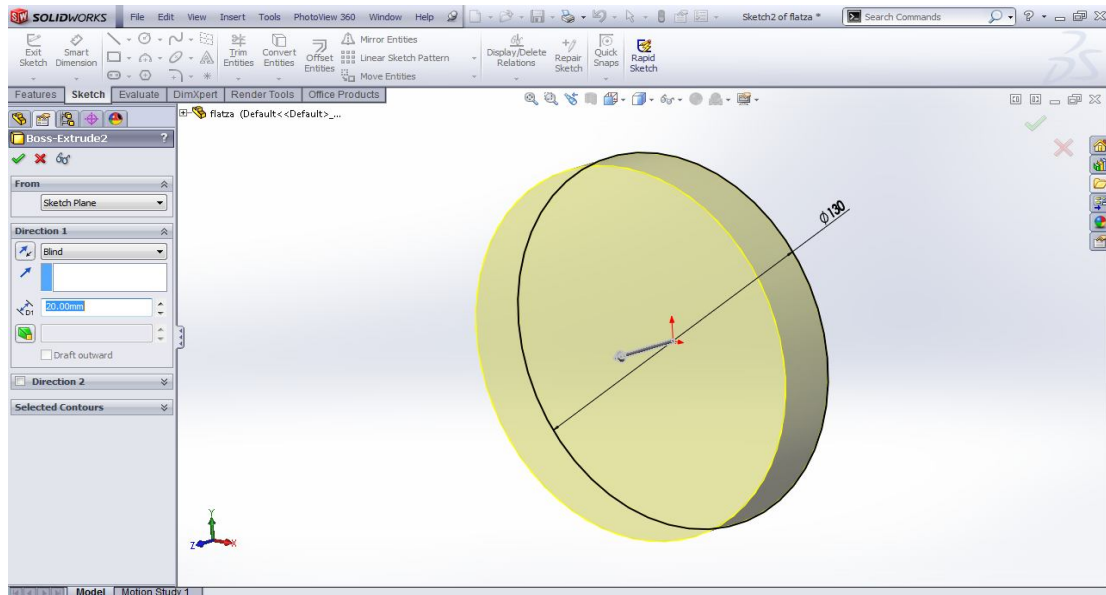 SOLIDWORKS File Edit View Insert Tools PhotoView 360 Window Help Sketch2 of flatza * Search Commands ?
Exit Sketch
Smart Dimension
Trim Entities
Convert Entities
Offset Entities
Mirror Entities
Linear Sketch Pattern
Move Entities
Display/Delete Relations
Repair Sketch
Quick Snaps
Rapid Sketch
Features Sketch Evaluate DimXpert Render Tools Office Products
flatza (Default<<Default>_...
Boss-Extrude2 ?
From
Sketch Plane
Direction 1
Blind
D1 20.00mm
Draft outward
Direction 2
Selected Contours
Ø130
Y
Z X
Model Motion Study 1